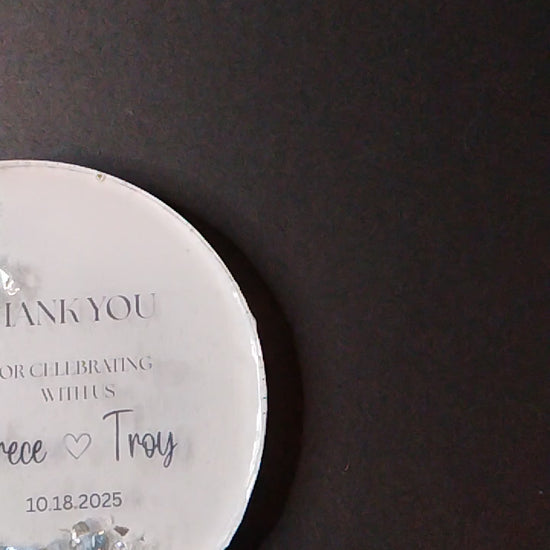 HANK YOU
OR CELEBRATING
WITH US
rece ♡ Troy
10.18.2025